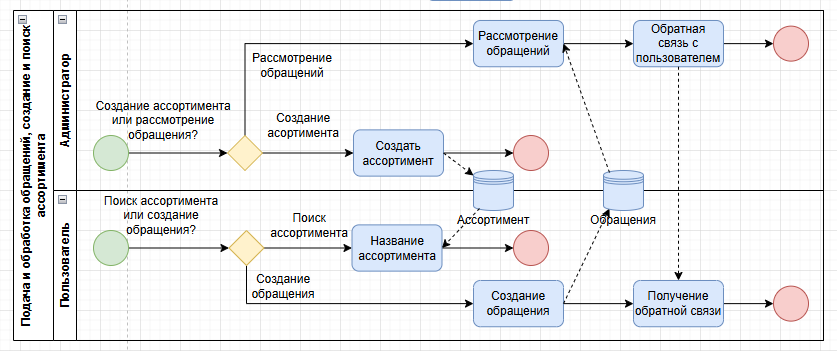 Подача и обработка обращений, создание и поиск
ассортимента
Администратор
Рассмотрение
обращений
Обратная
связь с
пользователем
Рассмотрение
обращений
Создание ассортимента
или рассмотрение
обращения?
Создание
асортимента
Создать
ассортимент
Ассортимент
Обращения
Пользователь
Поиск ассортимента
или создание
обращения?
Поиск
ассортимента
Название
ассортимента
Создание
обращения
Создание
обращения
Получение
обратной связи